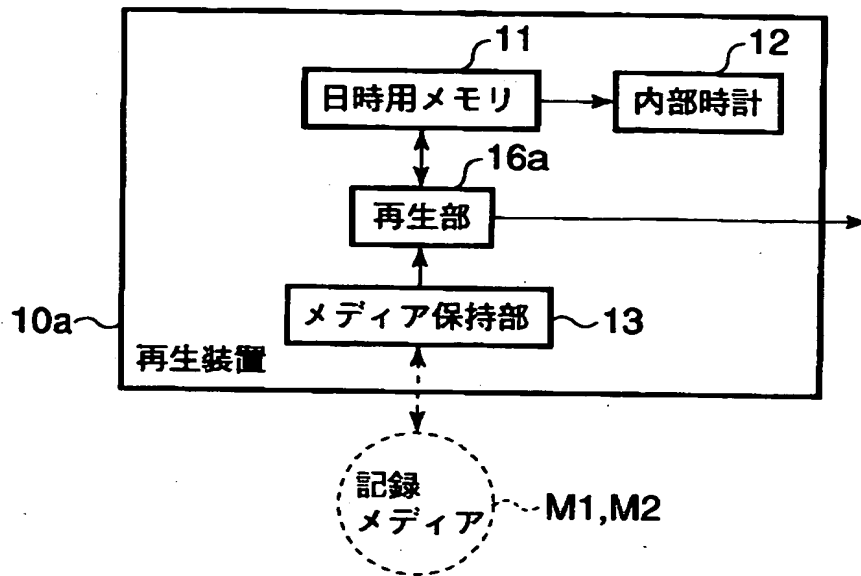 11
12
日時用メモリ
内部時計
16a
再生部
メディア保持部
13
10a
再生装置
記録
メディア
M1,M2